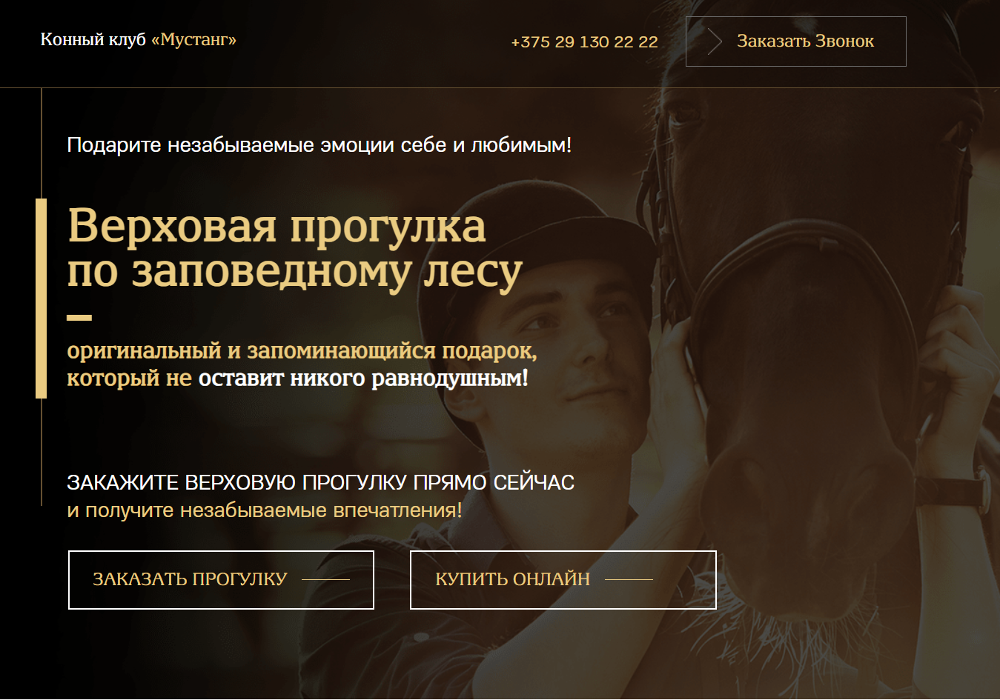 Конный клуб «Мустанг»
+375 29 130 22 22
Заказать Звонок
Подарите незабываемые эмоции себе и любимым!
Верховая прогулка
по заповедному лесу
–
оригинальный и запоминающийся подарок,
который не оставит никого равнодушным!
ЗАКАЖИТЕ ВЕРХОВУЮ ПРОГУЛКУ ПРЯМО СЕЙЧАС
и получите незабываемые впечатления!
ЗАКАЗАТЬ ПРОГУЛКУ
КУПИТЬ ОНЛАЙН